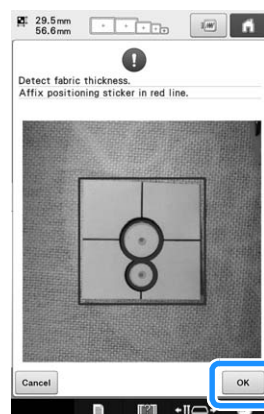 29.5mm
56.6mm
Detect fabric thickness.
Affix positioning sticker in red line.
Cancel
OK